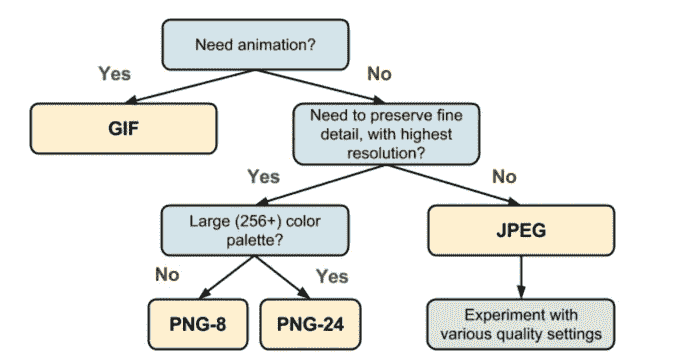 Need animation?
Yes
No
GIF
Need to preserve fine
detail, with highest
resolution?
Yes
No
Large (256+) color
palette?
JPEG
No
Yes
PNG-8
PNG-24
Experiment with
various quality settings